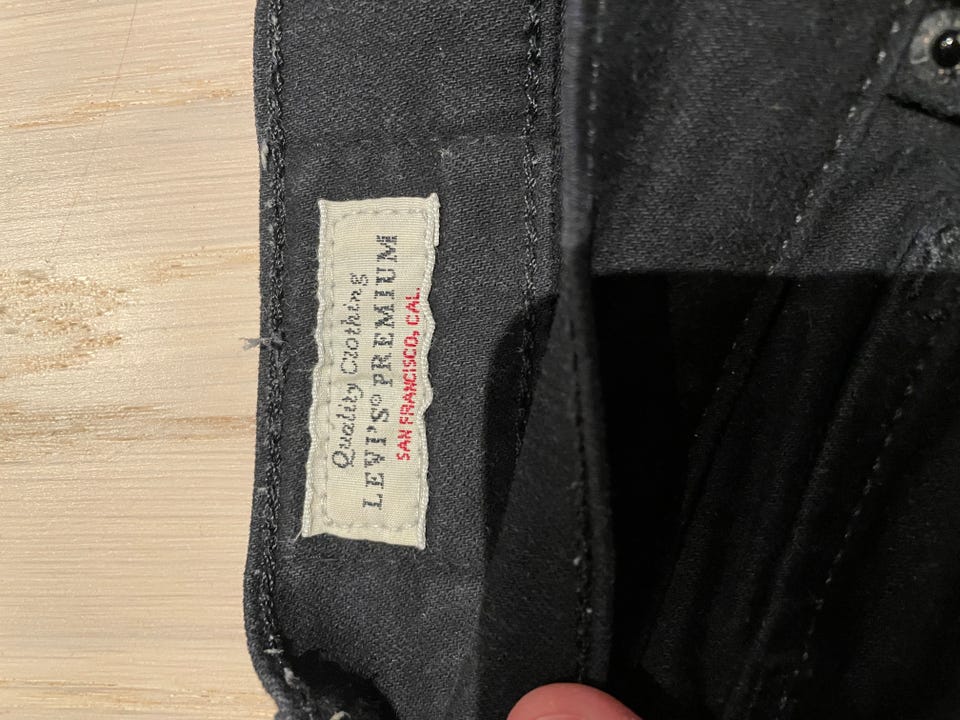 Quality Clothing
LEVI'S® PREMIUM
SAN FRANCISCO, CAL.